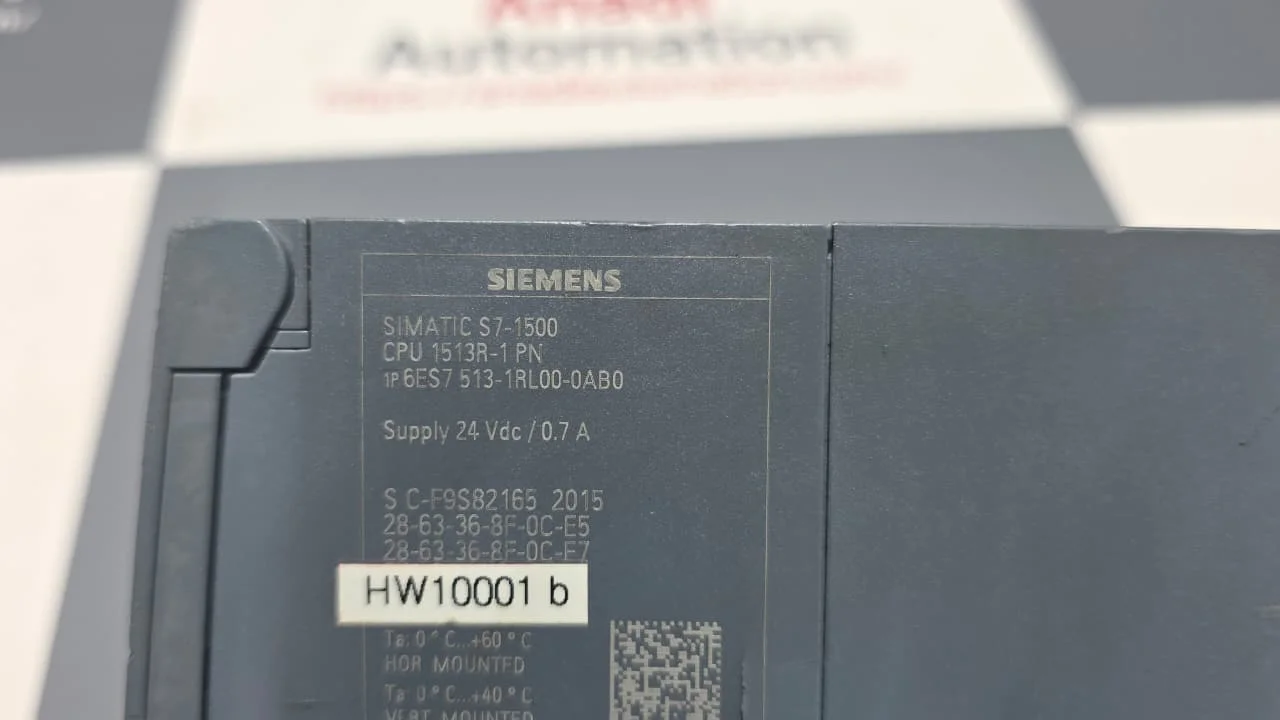 Automation
SIEMENS
SIMATIC S7-1500
CPU 1513R-1 PN
1P 6ES7 513-1RL00-0AB0
Supply 24 Vdc / 0.7 A
S C-F9S82165 2015
28-63-36-8F-0C-E5
28-63-36-8F-0C-E7
HW10001 b
Ta: 0°C...+60°C
HOR MOUNTED
Ta: 0°C...+40°C
VERT MOUNTED